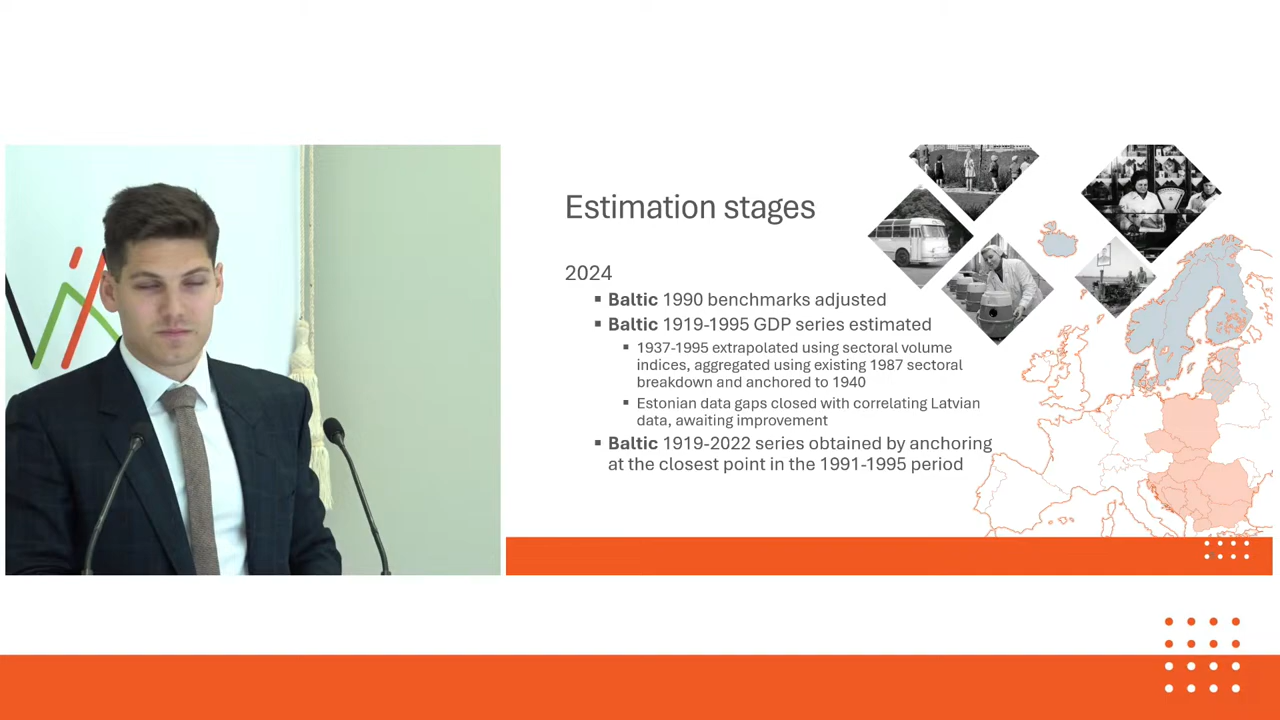 Estimation stages
2024
▪ Baltic 1990 benchmarks adjusted
▪ Baltic 1919-1995 GDP series estimated
▪ 1937-1995 extrapolated using sectoral volume
indices, aggregated using existing 1987 sectoral
breakdown and anchored to 1940
▪ Estonian data gaps closed with correlating Latvian
data, awaiting improvement
▪ Baltic 1919-2022 series obtained by anchoring
at the closest point in the 1991-1995 period